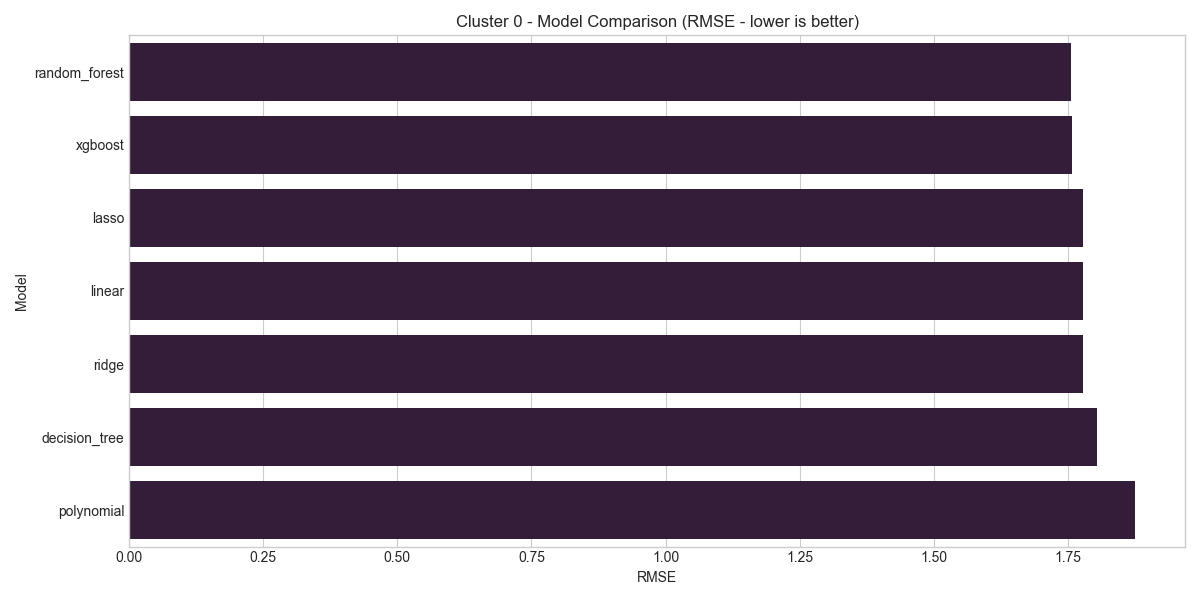 Cluster 0 - Model Comparison (RMSE - lower is better)
Model
random_forest
xgboost
lasso
linear
ridge
decision_tree
polynomial
0.00 0.25 0.50 0.75 1.00 1.25 1.50 1.75
RMSE